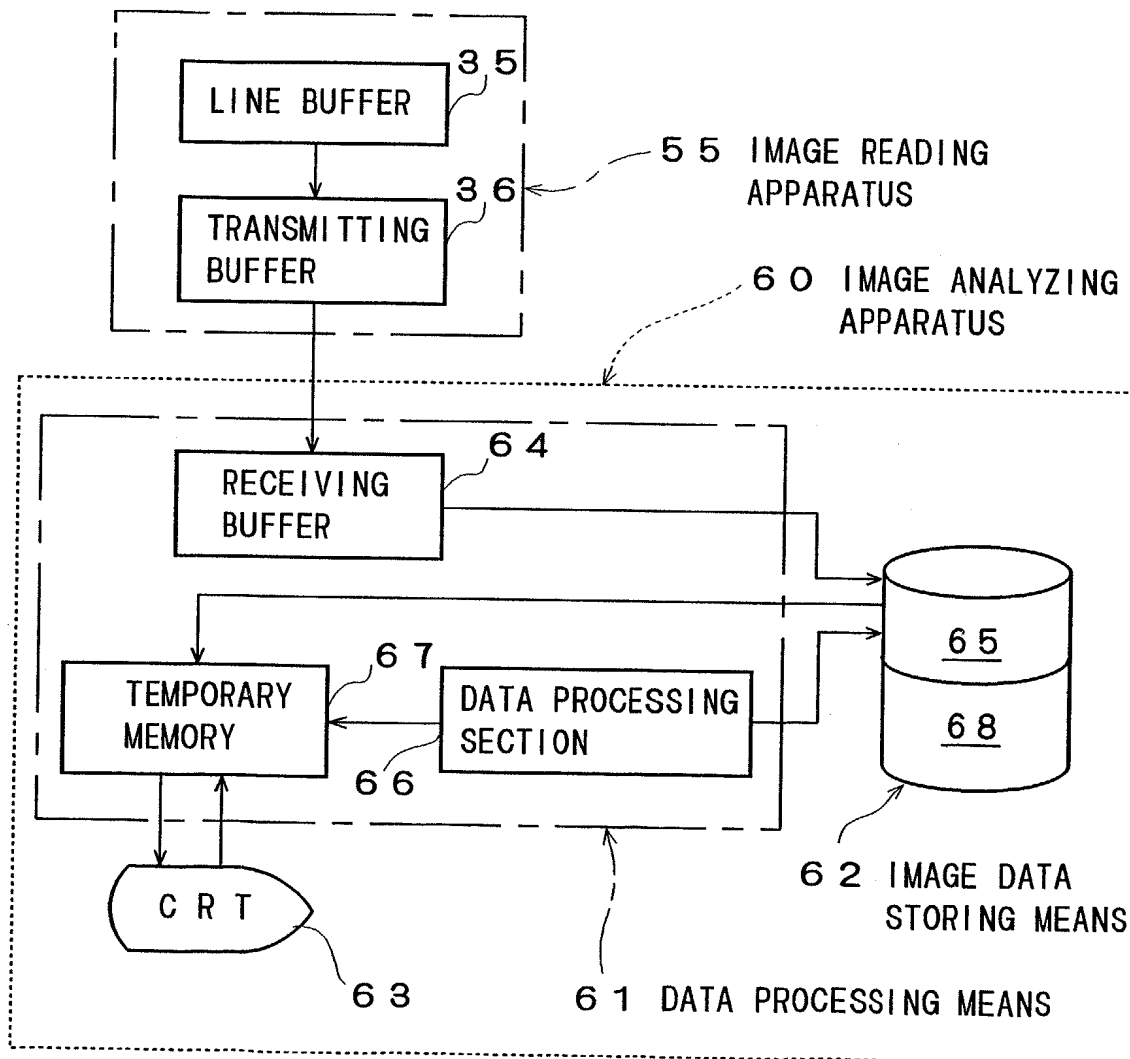 35
LINE BUFFER
55 IMAGE READING
APPARATUS
36
TRANSMITTING
BUFFER
60 IMAGE ANALYZING
APPARATUS
64
RECEIVING
BUFFER
65
67
TEMPORARY
MEMORY
DATA PROCESSING
SECTION
68
66
62 IMAGE DATA
STORING MEANS
CRT
63
61 DATA PROCESSING MEANS